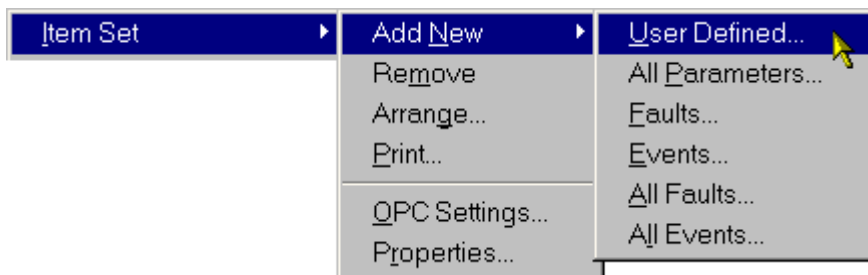 Item Set
Add New
Remove
Arrange...
Print...
OPC Settings...
Properties...
User Defined...
All Parameters...
Faults...
Events...
All Faults...
All Events...